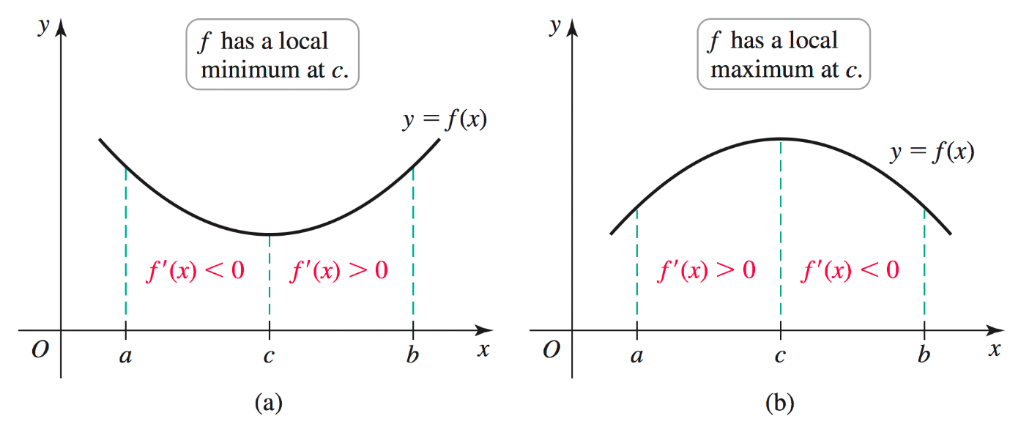 y
f has a local
minimum at c.
y = f(x)
f'(x) < 0
f'(x) > 0
O
a
c
b
x
(a)
y
f has a local
maximum at c.
y = f(x)
f'(x) > 0
f'(x) < 0
O
a
c
b
x
(b)